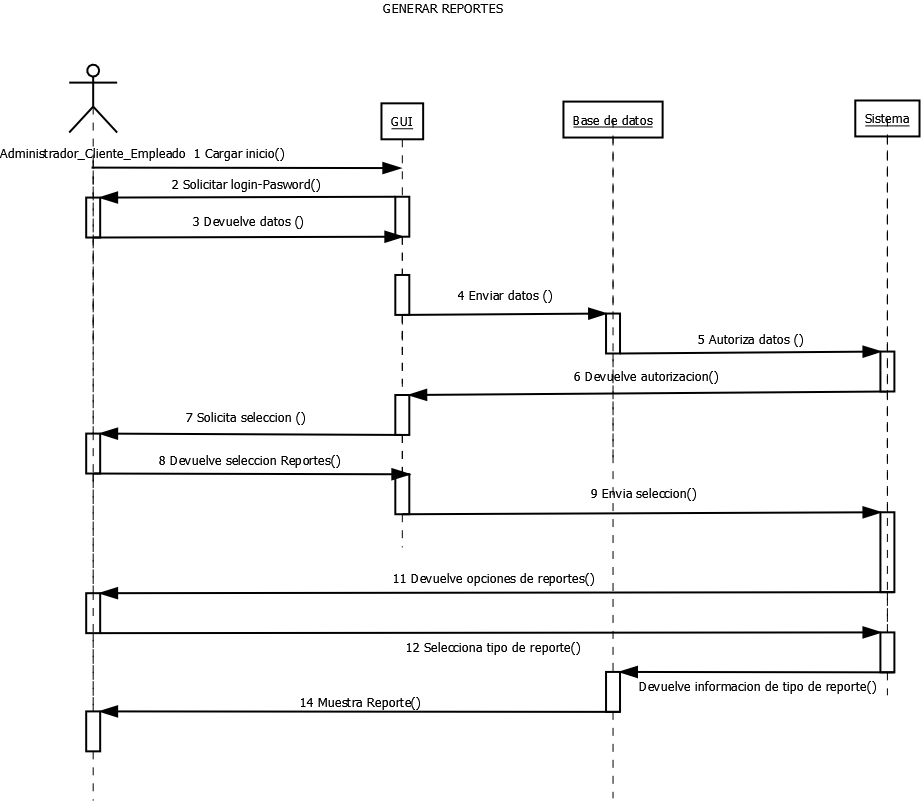 GENERAR REPORTES
GUI
Base de datos
Sistema
Administrador_Cliente_Empleado
1 Cargar inicio()
2 Solicitar login-Pasword()
3 Devuelve datos ()
4 Enviar datos ()
5 Autoriza datos ()
6 Devuelve autorizacion()
7 Solicita seleccion ()
8 Devuelve seleccion Reportes()
9 Envia seleccion()
11 Devuelve opciones de reportes()
12 Selecciona tipo de reporte()
Devuelve informacion de tipo de reporte()
14 Muestra Reporte()